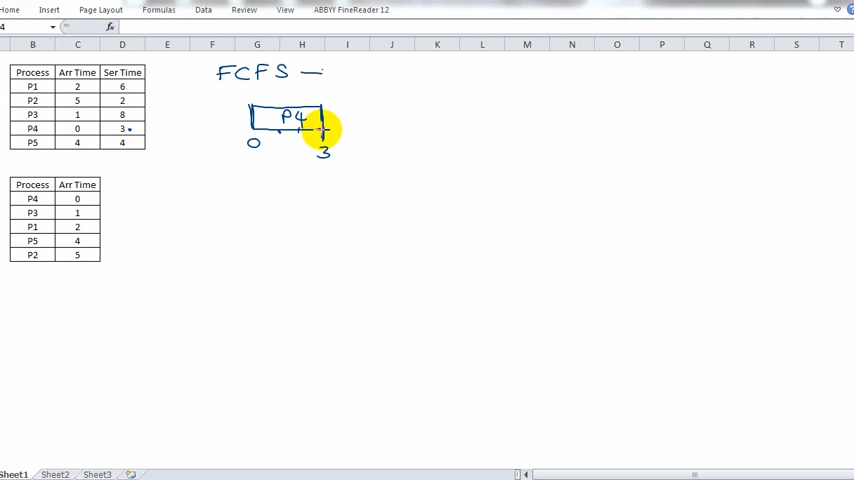 Home Insert Page Layout Formulas Data Review View ABBYY FineReader 12
4 fx
B C D E F G H I J K L M N O P Q R S T
Process Arr Time Ser Time
P1 2 6
P2 5 2
P3 1 8
P4 0 3
P5 4 4
FCFS —
P4
0 3
Process Arr Time
P4 0
P3 1
P1 2
P5 4
P2 5
Sheet1 Sheet2 Sheet3